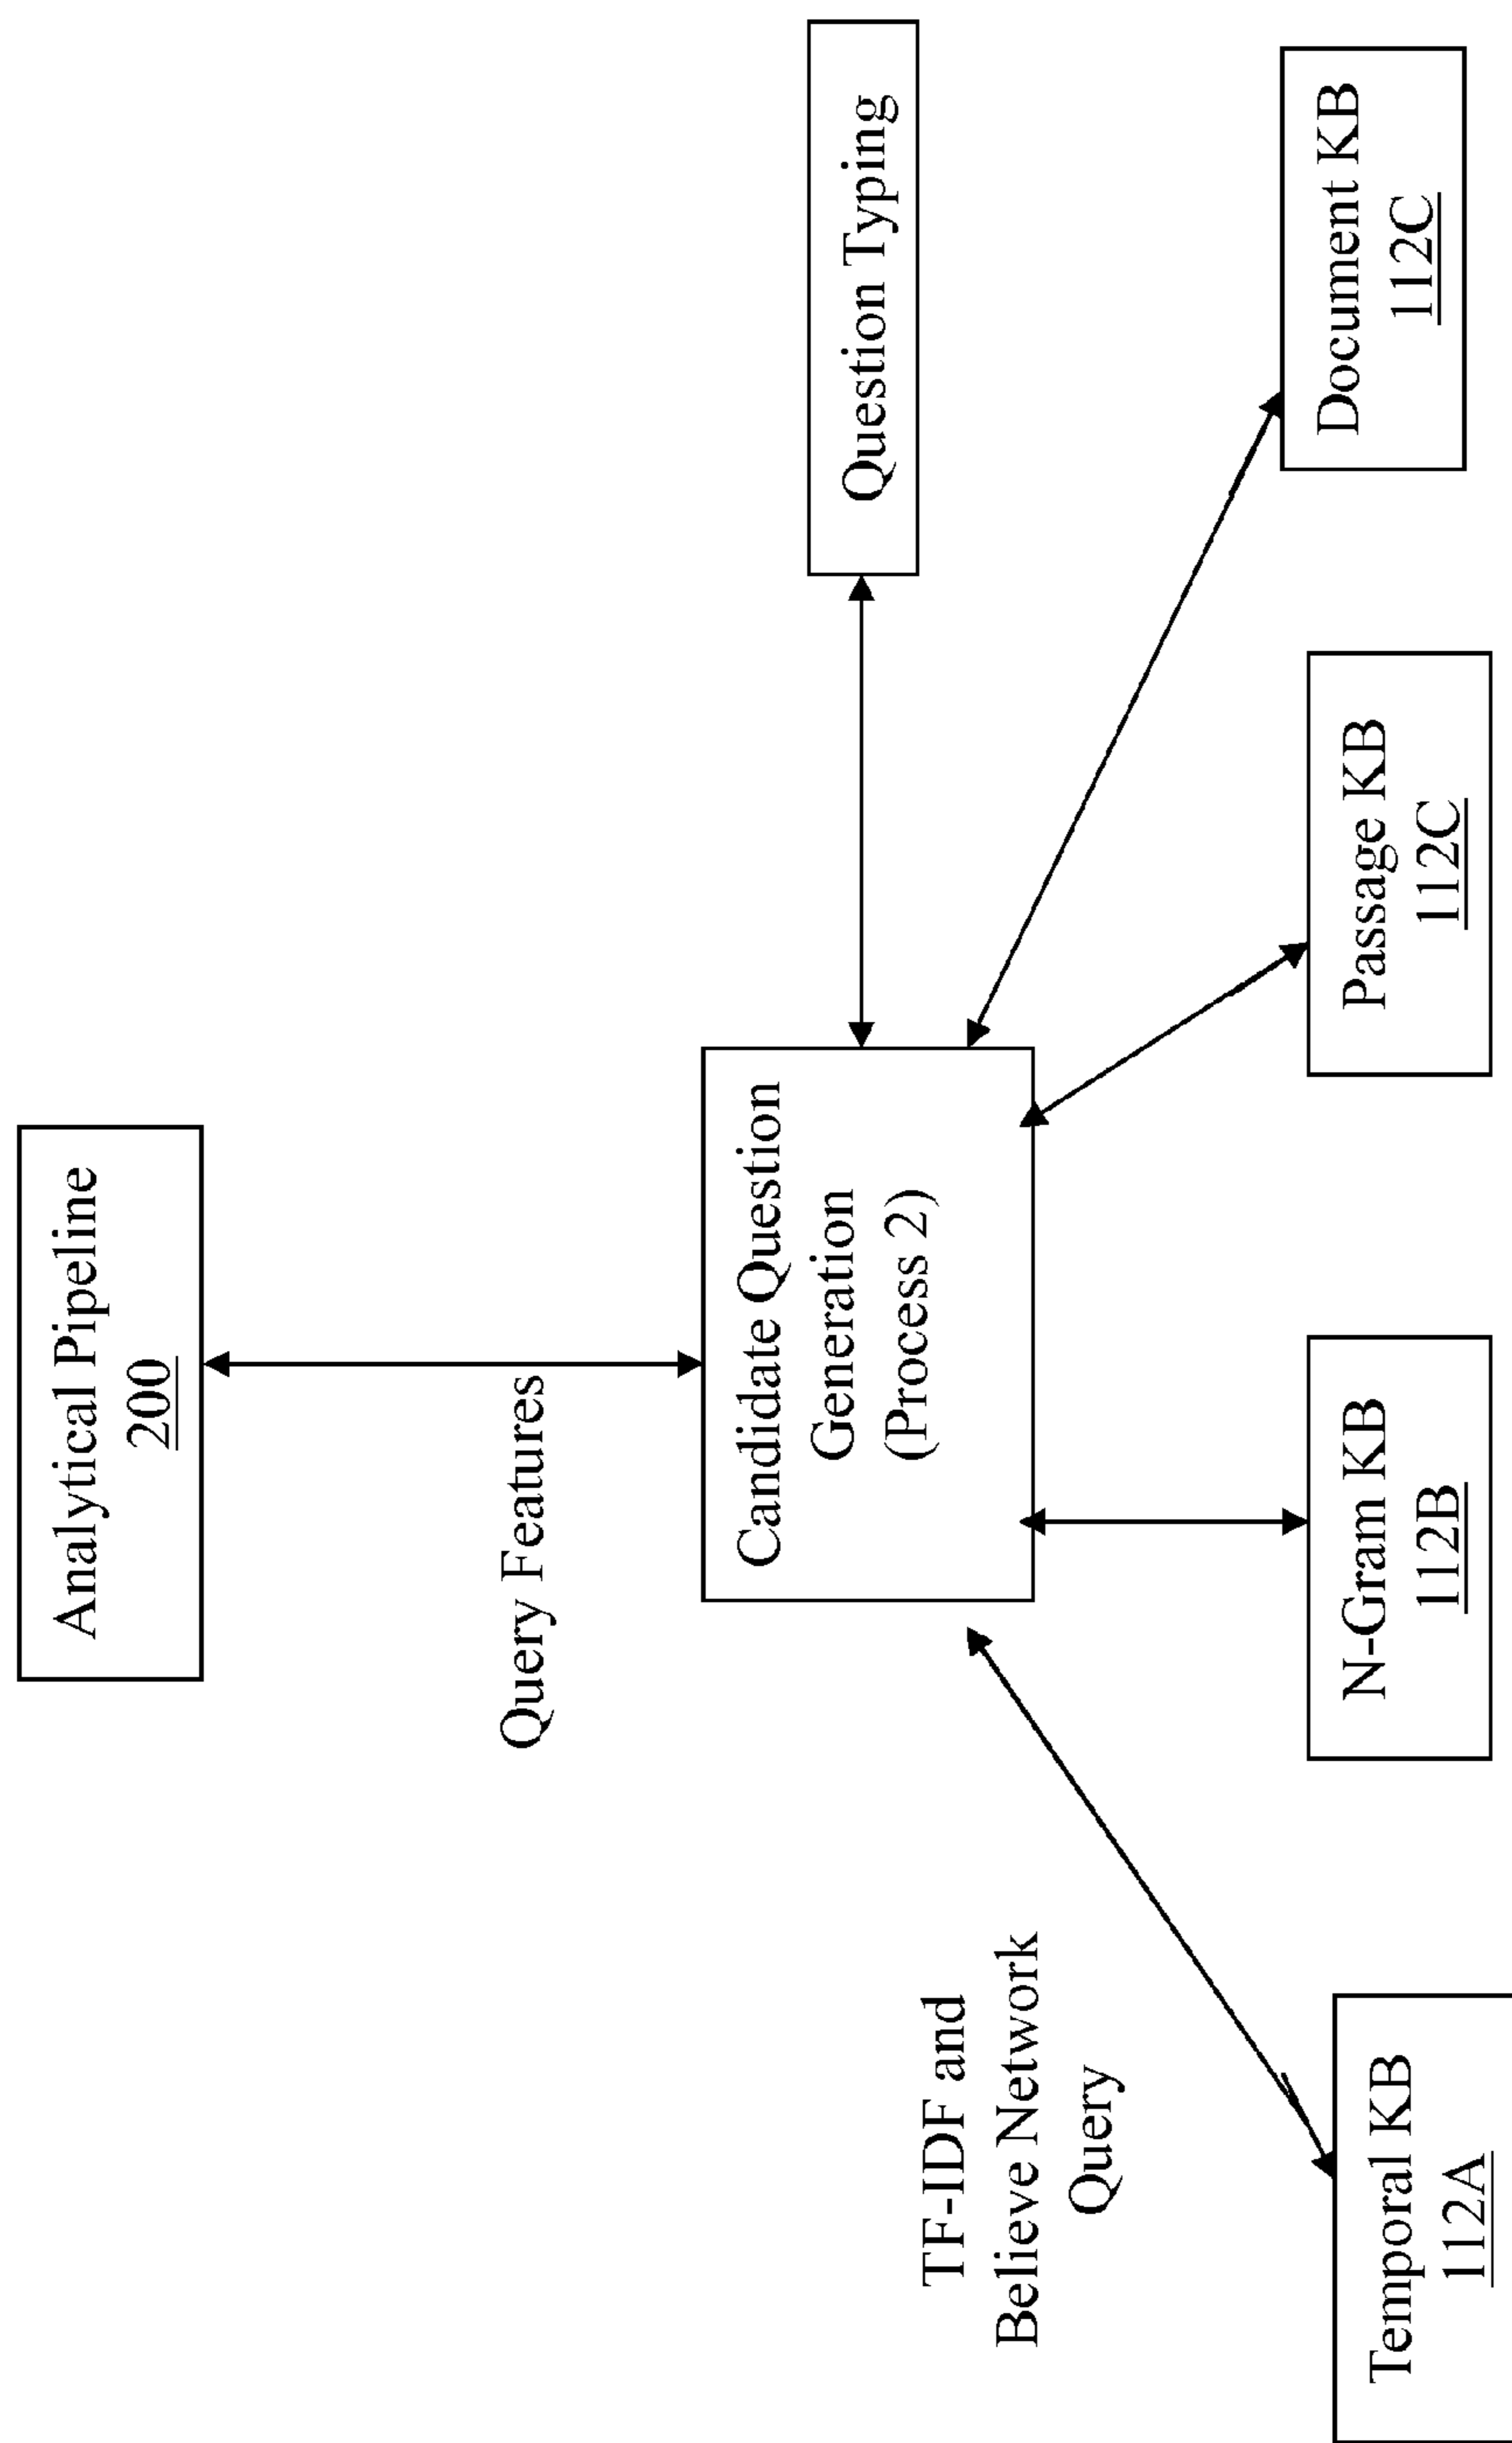 Analytical Pipeline
200
Query Features
Candidate Question
Generation
(Process 2)
Question Typing
TF-IDF and
Believe Network
Query
Temporal KB
112A
N-Gram KB
112B
Passage KB
112C
Document KB
112C